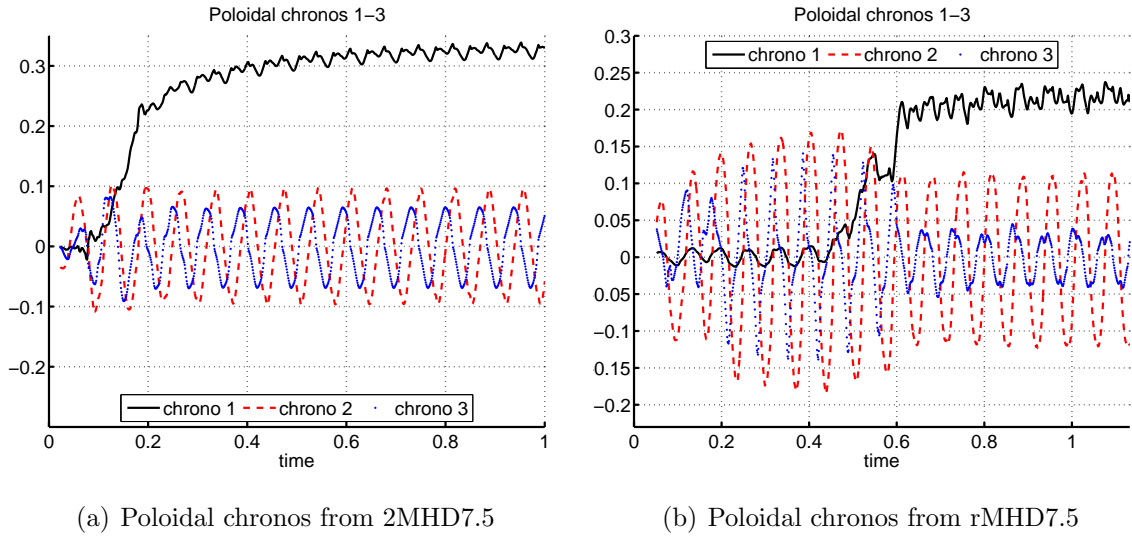 Poloidal chronos 1−3
0.3
0.2
0.1
0
−0.1
−0.2
0
0.2
0.4
0.6
0.8
1
time
chrono 1
chrono 2
chrono 3
(a) Poloidal chronos from 2MHD7.5
Poloidal chronos 1−3
0.3
0.25
0.2
0.15
0.1
0.05
0
0.05
−0.1
0.15
−0.2
0
0.2
0.4
0.6
0.8
1
time
chrono 1
chrono 2
chrono 3
(b) Poloidal chronos from rMHD7.5